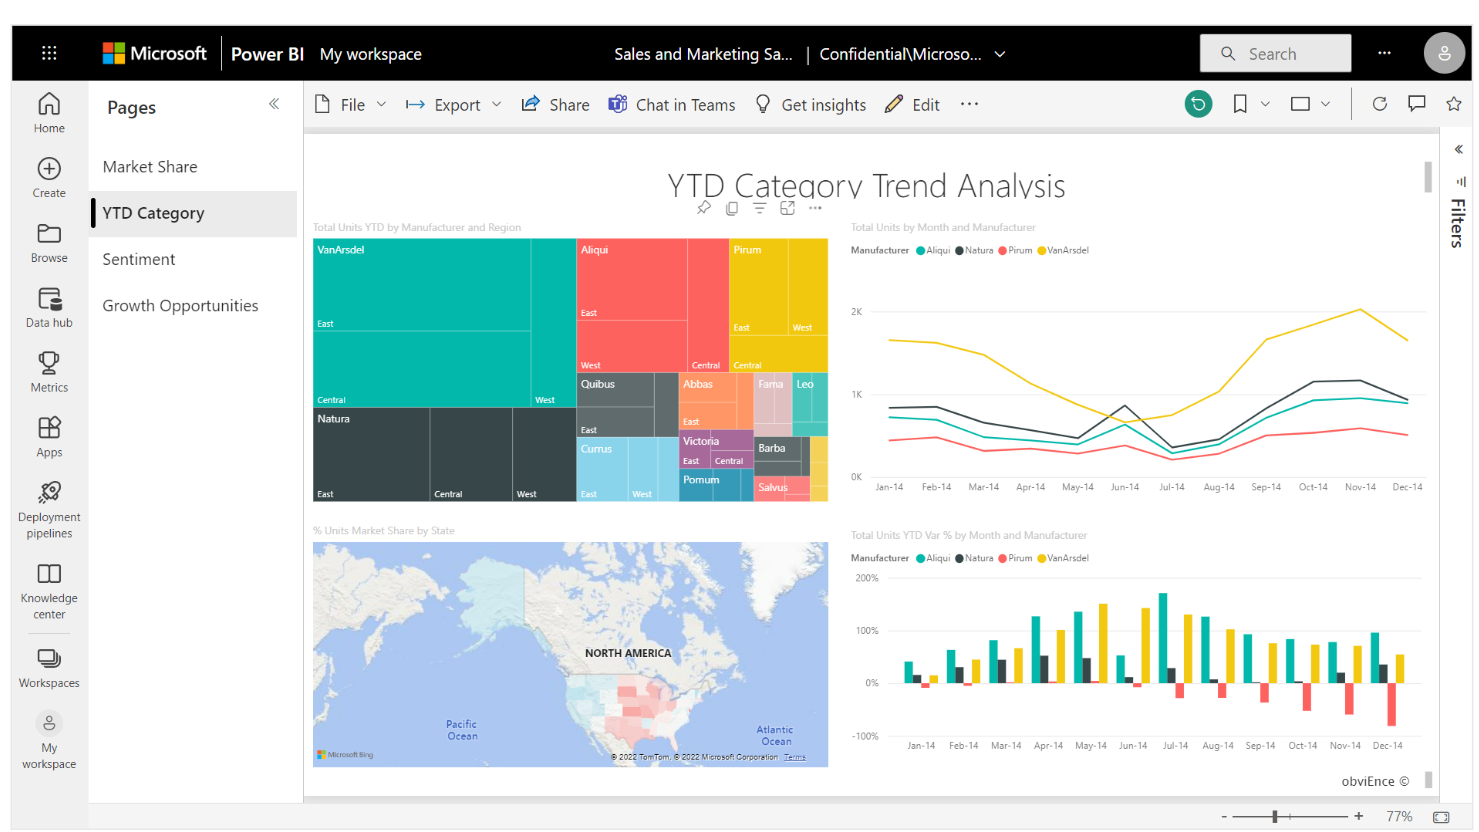 Microsoft Power BI My workspace
Sales and Marketing Sa... | Confidential\Microso...
Search
Home
Create
Browse
Data hub
Metrics
Apps
Deployment
pipelines
Knowledge
center
Workspaces
My
workspace
Pages
Market Share
YTD Category
Sentiment
Growth Opportunities
File Export Share Chat in Teams Get insights Edit
Filters
YTD Category Trend Analysis
Total Units YTD by Manufacturer and Region
VanArsdel
East
Central
West
Natura
East
Central
West
Aliqui
East
West
Central
Pirum
East
West
Central
Quibus
East
Currus
East
West
Abbas
East
Victoria
East
Central
Pomum
Fama
Leo
Barba
Salvus
Total Units by Month and Manufacturer
Manufacturer Aliqui Natura Pirum VanArsdel
2K
1K
0K
Jan-14 Feb-14 Mar-14 Apr-14 May-14 Jun-14 Jul-14 Aug-14 Sep-14 Oct-14 Nov-14 Dec-14
% Units Market Share by State
NORTH AMERICA
Pacific
Ocean
Atlantic
Ocean
Microsoft Bing
© 2022 TomTom, © 2022 Microsoft Corporation Terms
Total Units YTD Var % by Month and Manufacturer
Manufacturer Aliqui Natura Pirum VanArsdel
200%
100%
0%
-100%
Jan-14 Feb-14 Mar-14 Apr-14 May-14 Jun-14 Jul-14 Aug-14 Sep-14 Oct-14 Nov-14 Dec-14
obviEnce ©
- + 77%